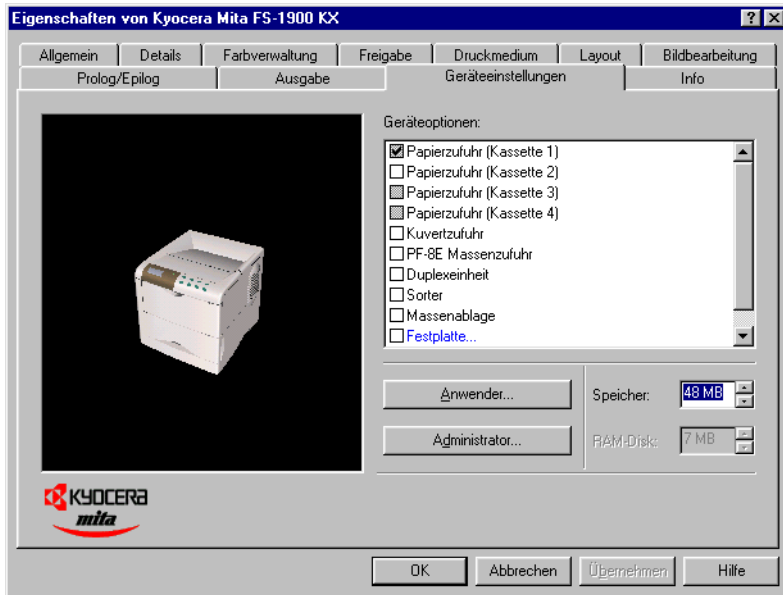 Eigenschaften von Kyocera Mita FS-1900 KX
Allgemein Details Farbverwaltung Freigabe Druckmedium Layout Bildbearbeitung
Prolog/Epilog Ausgabe Geräteeinstellungen Info
Geräteoptionen:
Papierzufuhr (Kassette 1)
Papierzufuhr (Kassette 2)
Papierzufuhr (Kassette 3)
Papierzufuhr (Kassette 4)
Kuvertzufuhr
PF-8E Massenzufuhr
Duplexeinheit
Sorter
Massenablage
Festplatte...
Anwender... Speicher: 48 MB
Administrator... RAM-Disk: 7 MB
KYOCERA
mita
OK Abbrechen Übernehmen Hilfe